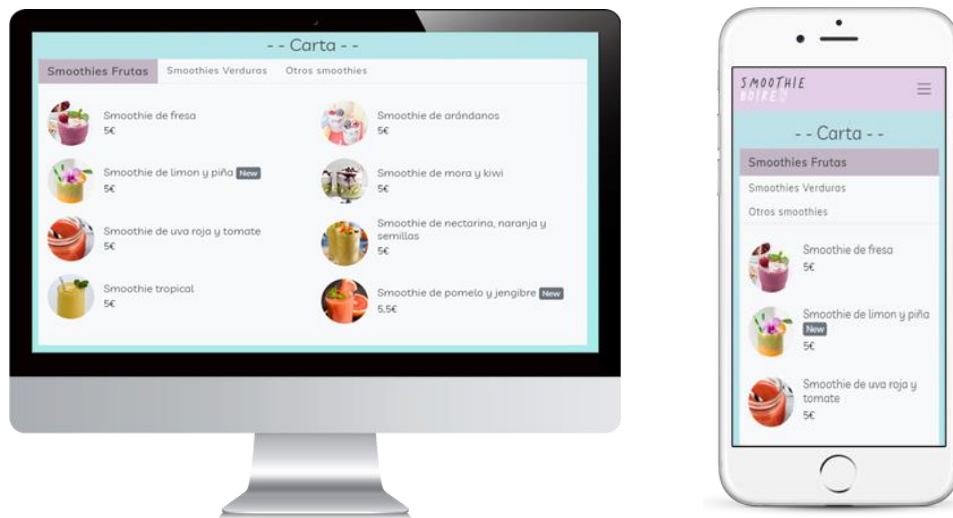 - - Carta - -
Smoothies Frutas Smoothies Verduras Otros smoothies
Smoothie de fresa
5€
Smoothie de limon y piña New
5€
Smoothie de uva roja y tomate
5€
Smoothie tropical
5€
Smoothie de arándanos
5€
Smoothie de mora y kiwi
5€
Smoothie de nectarina, naranja y
semillas
5€
Smoothie de pomelo y jengibre New
5,5€
SMOOTHIE
BOIRE
- - Carta - -
Smoothies Frutas
Smoothies Verduras
Otros smoothies
Smoothie de fresa
5€
Smoothie de limon y piña
New
5€
Smoothie de uva roja y
tomate
5€